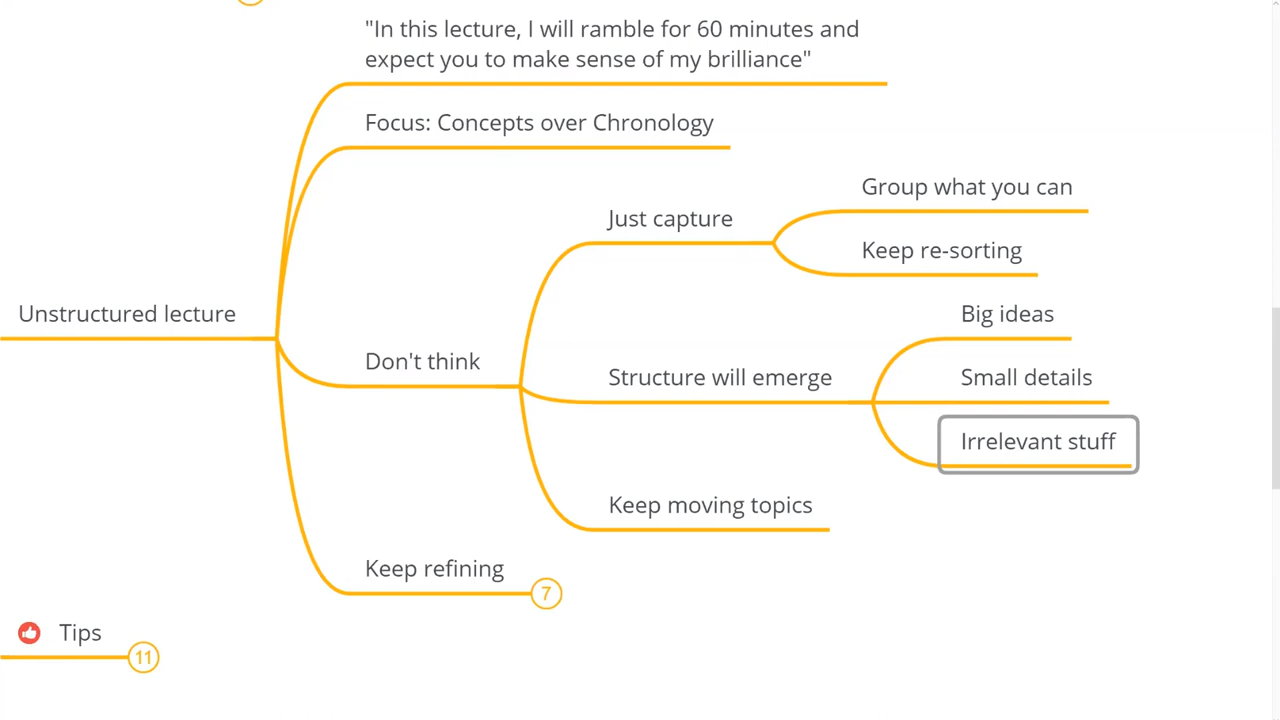 "In this lecture, I will ramble for 60 minutes and
expect you to make sense of my brilliance"
Focus: Concepts over Chronology
Group what you can
Just capture
Keep re-sorting
Unstructured lecture
Big ideas
Don't think
Structure will emerge
Small details
Irrelevant stuff
Keep moving topics
Keep refining
7
Tips
11